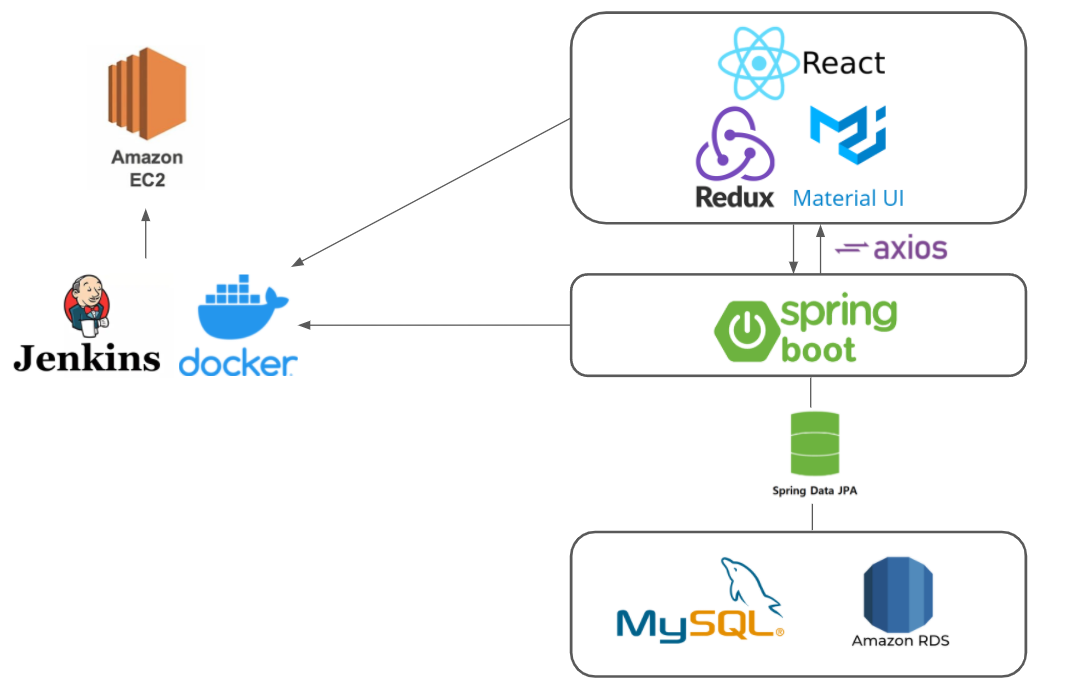 React
Amazon
EC2
Redux
Material UI
axios
Jenkins
docker
spring
boot
Spring Data JPA
MySQL®
Amazon RDS